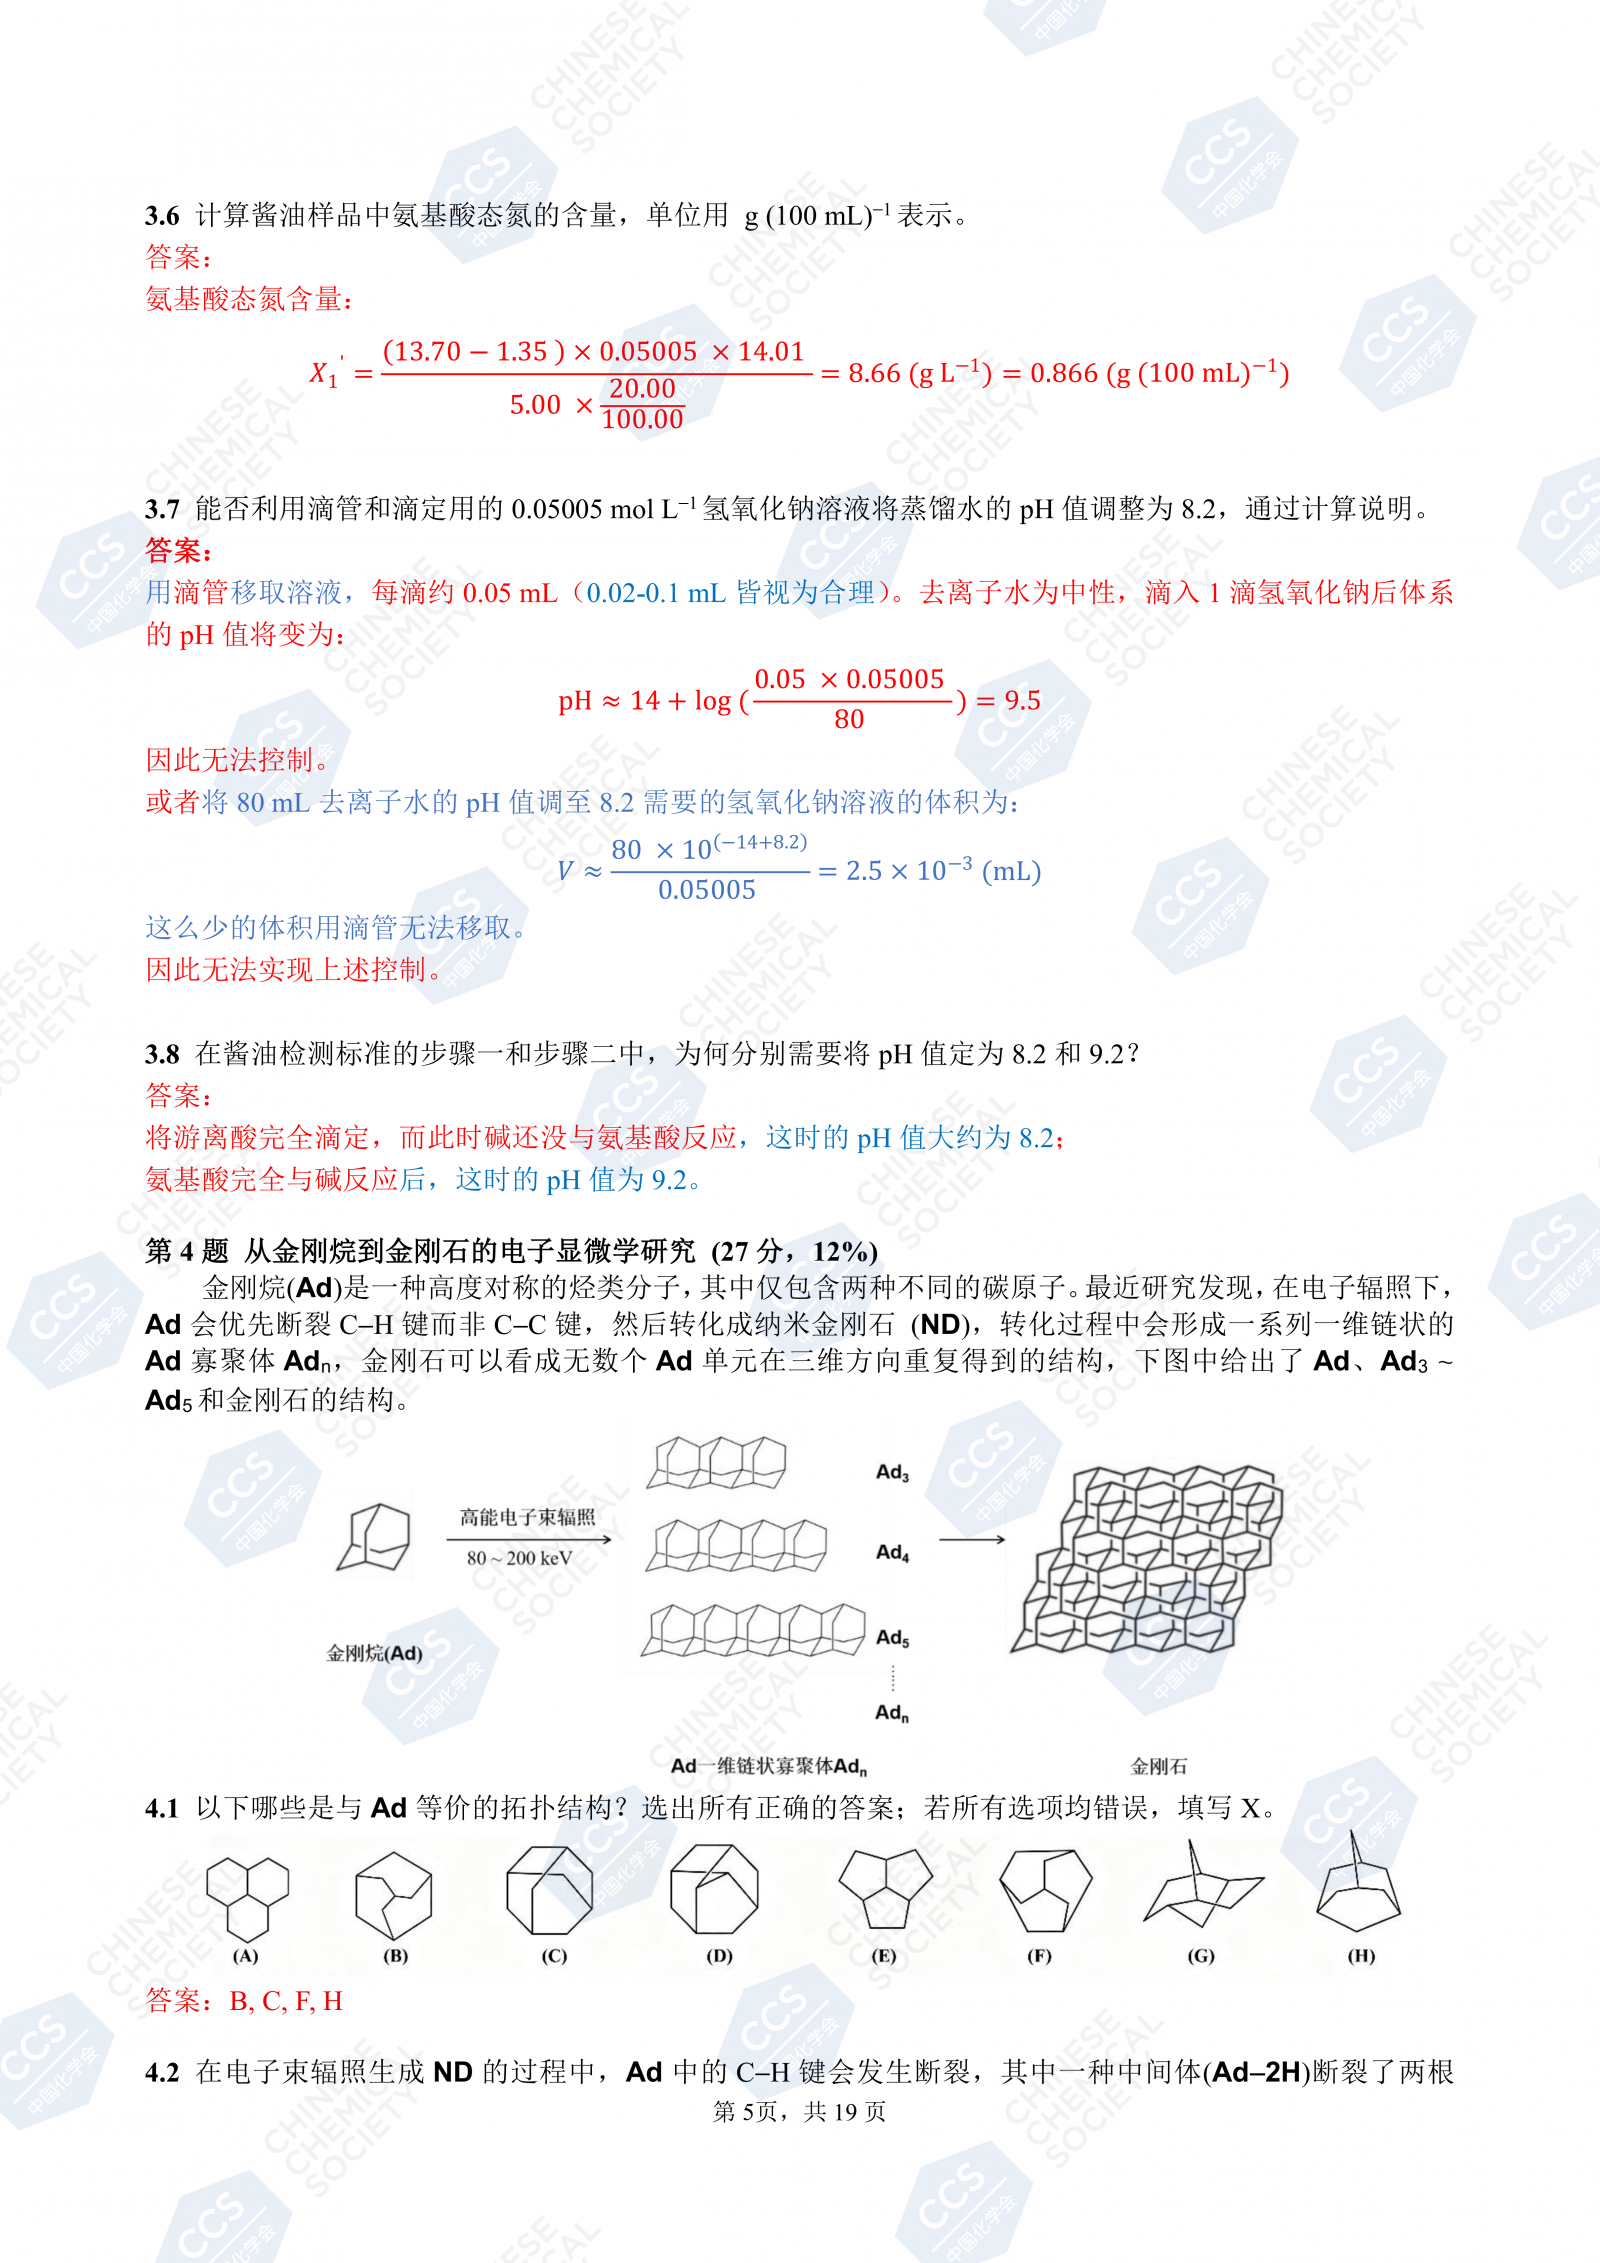 3.6 计算酱油样品中氨基酸态氮的含量，单位用 g (100 mL)⁻¹ 表示。
答案：
氨基酸态氮含量：
X₁' = (13.70 − 1.35 ) × 0.05005 × 14.01 / 5.00 × 20.00/100.00 = 8.66 (g L⁻¹) = 0.866 (g (100 mL)⁻¹)
3.7 能否利用滴管和滴定用的 0.05005 mol L⁻¹ 氢氧化钠溶液将蒸馏水的 pH 值调整为 8.2，通过计算说明。
答案：
用滴管移取溶液，每滴约 0.05 mL（0.02-0.1 mL 皆视为合理）。去离子水为中性，滴入 1 滴氢氧化钠后体系
的 pH 值将变为：
pH ≈ 14 + log (0.05 × 0.05005 / 80) = 9.5
因此无法控制。
或者将 80 mL 去离子水的 pH 值调至 8.2 需要的氢氧化钠溶液的体积为：
V ≈ 80 × 10⁽⁻¹⁴⁺⁸·²⁾ / 0.05005 = 2.5 × 10⁻³ (mL)
这么少的体积用滴管无法移取。
因此无法实现上述控制。
3.8 在酱油检测标准的步骤一和步骤二中，为何分别需要将 pH 值定为 8.2 和 9.2？
答案：
将游离酸完全滴定，而此时碱还没与氨基酸反应，这时的 pH 值大约为 8.2；
氨基酸完全与碱反应后，这时的 pH 值为 9.2。
第 4 题 从金刚烷到金刚石的电子显微学研究 (27 分，12%)
金刚烷(Ad)是一种高度对称的烃类分子，其中仅包含两种不同的碳原子。最近研究发现，在电子辐照下，
Ad 会优先断裂 C–H 键而非 C–C 键，然后转化成纳米金刚石 (ND)，转化过程中会形成一系列一维链状的
Ad 寡聚体 Adn，金刚石可以看成无数个 Ad 单元在三维方向重复得到的结构，下图中给出了 Ad、Ad₃ ~
Ad₅ 和金刚石的结构。
Ad₃
高能电子束辐照
80 ~ 200 keV
Ad₄
Ad₅
金刚烷(Ad)
Adn
Ad一维链状寡聚体Adn
金刚石
4.1 以下哪些是与 Ad 等价的拓扑结构？选出所有正确的答案；若所有选项均错误，填写 X。
(A) (B) (C) (D) (E) (F) (G) (H)
答案：B, C, F, H
4.2 在电子束辐照生成 ND 的过程中，Ad 中的 C–H 键会发生断裂，其中一种中间体(Ad–2H)断裂了两根
第 5页，共 19 页